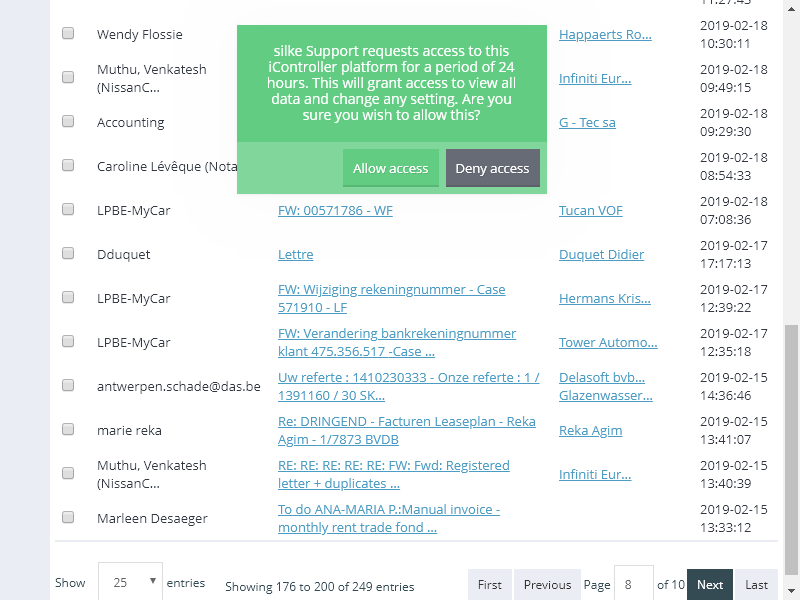 11:27:43
Wendy Flossie
Happaerts Ro...
2019-02-18
10:30:11
Muthu, Venkatesh
(NissanC...
Infiniti Eur...
2019-02-18
09:49:15
Accounting
G - Tec sa
2019-02-18
09:29:30
Caroline Lévêque (Nota
2019-02-18
08:54:33
silke Support requests access to this
iController platform for a period of 24
hours. This will grant access to view all
data and change any setting. Are you
sure you wish to allow this?
Allow access
Deny access
LPBE-MyCar
FW: 00571786 - WF
Tucan VOF
2019-02-18
07:08:36
Dduquet
Lettre
Duquet Didier
2019-02-17
17:17:13
LPBE-MyCar
FW: Wijziging rekeningnummer - Case
571910 - LF
Hermans Kris...
2019-02-17
12:39:22
LPBE-MyCar
FW: Verandering bankrekeningnummer
klant 475.356.517 -Case ...
Tower Automo...
2019-02-17
12:35:18
antwerpen.schade@das.be
Uw referte : 1410230333 - Onze referte : 1 /
1391160 / 30 SK...
Delasoft bvb...
Glazenwasser...
2019-02-15
14:36:46
marie reka
Re: DRINGEND - Facturen Leaseplan - Reka
Agim - 1/7873 BVDB
Reka Agim
2019-02-15
13:41:07
Muthu, Venkatesh
(NissanC...
RE: RE: RE: RE: RE: FW: Fwd: Registered
letter + duplicates ...
Infiniti Eur...
2019-02-15
13:40:39
Marleen Desaeger
To do ANA-MARIA P.:Manual invoice -
monthly rent trade fond ...
2019-02-15
13:33:12
Show 25 entries
Showing 176 to 200 of 249 entries
First Previous Page 8 of 10 Next Last